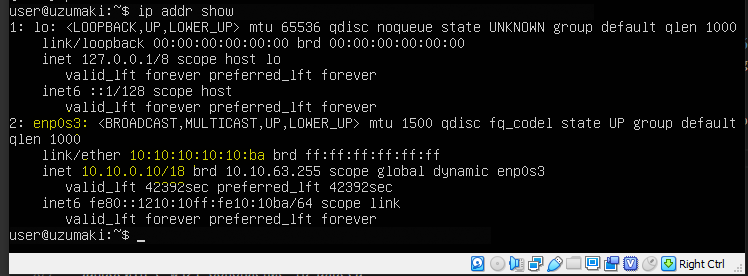 user@uzumaki:~$ ip addr show
1: lo: <LOOPBACK,UP,LOWER_UP> mtu 65536 qdisc noqueue state UNKNOWN group default qlen 1000
link/loopback 00:00:00:00:00:00 brd 00:00:00:00:00:00
inet 127.0.0.1/8 scope host lo
valid_lft forever preferred_lft forever
inet6 ::1/128 scope host
valid_lft forever preferred_lft forever
2: enp0s3: <BROADCAST,MULTICAST,UP,LOWER_UP> mtu 1500 qdisc fq_codel state UP group default
qlen 1000
link/ether 10:10:10:10:10:ba brd ff:ff:ff:ff:ff:ff
inet 10.10.0.10/18 brd 10.10.63.255 scope global dynamic enp0s3
valid_lft 42392sec preferred_lft 42392sec
inet6 fe80::1210:10ff:fe10:10ba/64 scope link
valid_lft forever preferred_lft forever
user@uzumaki:~$ _
Right Ctrl